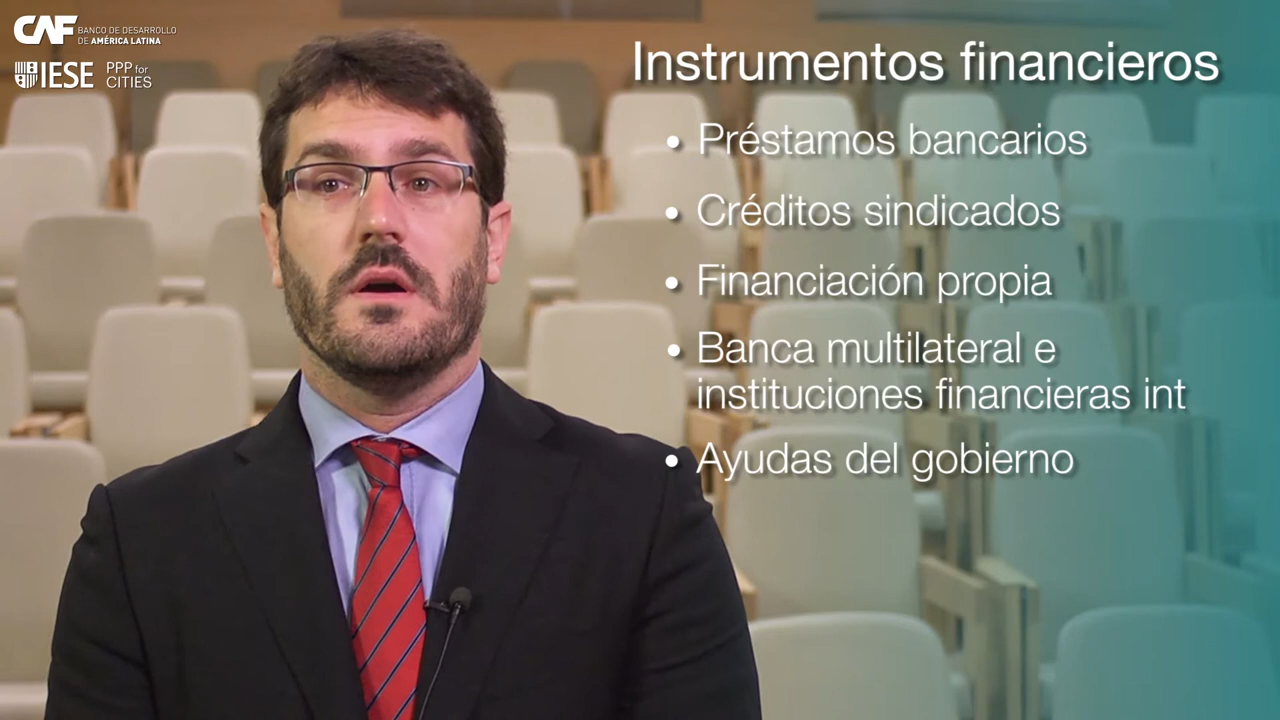 CAF BANCO DE DESARROLLO
DE AMÉRICA LATINA
IESE PPP for
CITIES
Instrumentos financieros
• Préstamos bancarios
• Créditos sindicados
• Financiación propia
• Banca multilateral e
instituciones financieras int
• Ayudas del gobierno